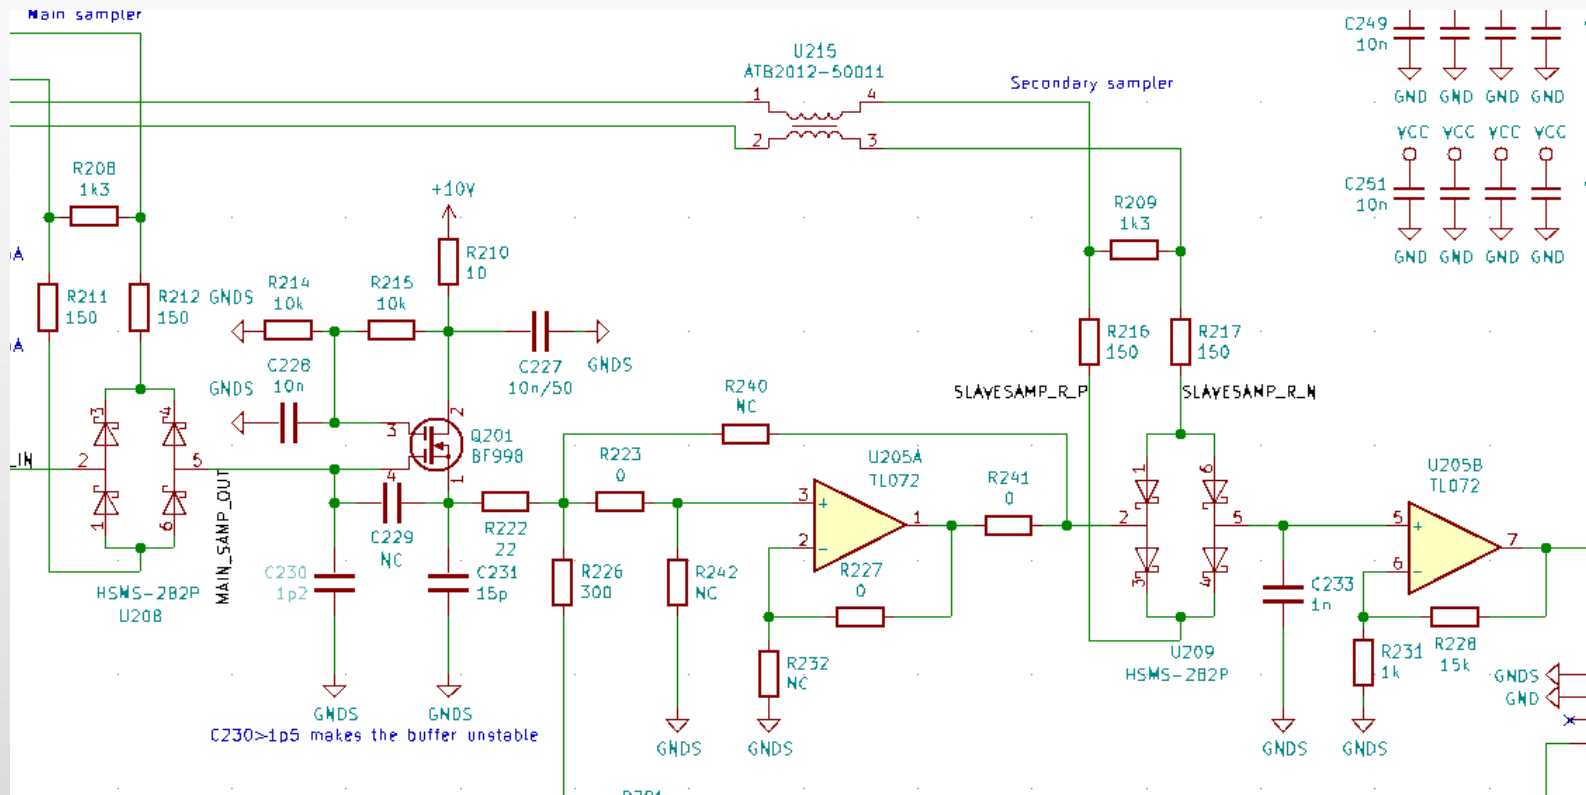 Main sampler
U215
ATB2012-50011
1
4
2
3
Secondary sampler
C249
10n
GND
GND
GND
GND
VCC
VCC
VCC
C251
10n
GND
GND
GND
GND
R208
1k3
+10V
R210
10
R209
1k3
A
R211
150
R212
150
GNDS
R214
10k
R215
10k
C227
10n/50
GNDS
A
R216
150
R217
150
C228
10n
GNDS
SLAVESAMP_R_P
SLAVESAMP_R_N
R240
NC
3
4
2
5
1
6
_IN
HSMS-282P
U208
MAIN_SAMP_OUT
3
2
4
1
Q201
BF998
C229
NC
R222
22
R223
0
C230
1p2
C231
15p
R226
300
R242
NC
U205A
TL072
3
+
2
-
1
R241
0
R227
0
R232
NC
1
6
2
5
3
4
U209
HSMS-282P
C233
1n
U205B
TL072
5
+
6
-
7
R231
1k
R228
15k
GNDS
GND
GNDS
GNDS
C230>1p5 makes the buffer unstable
GNDS
GNDS
GNDS
GNDS